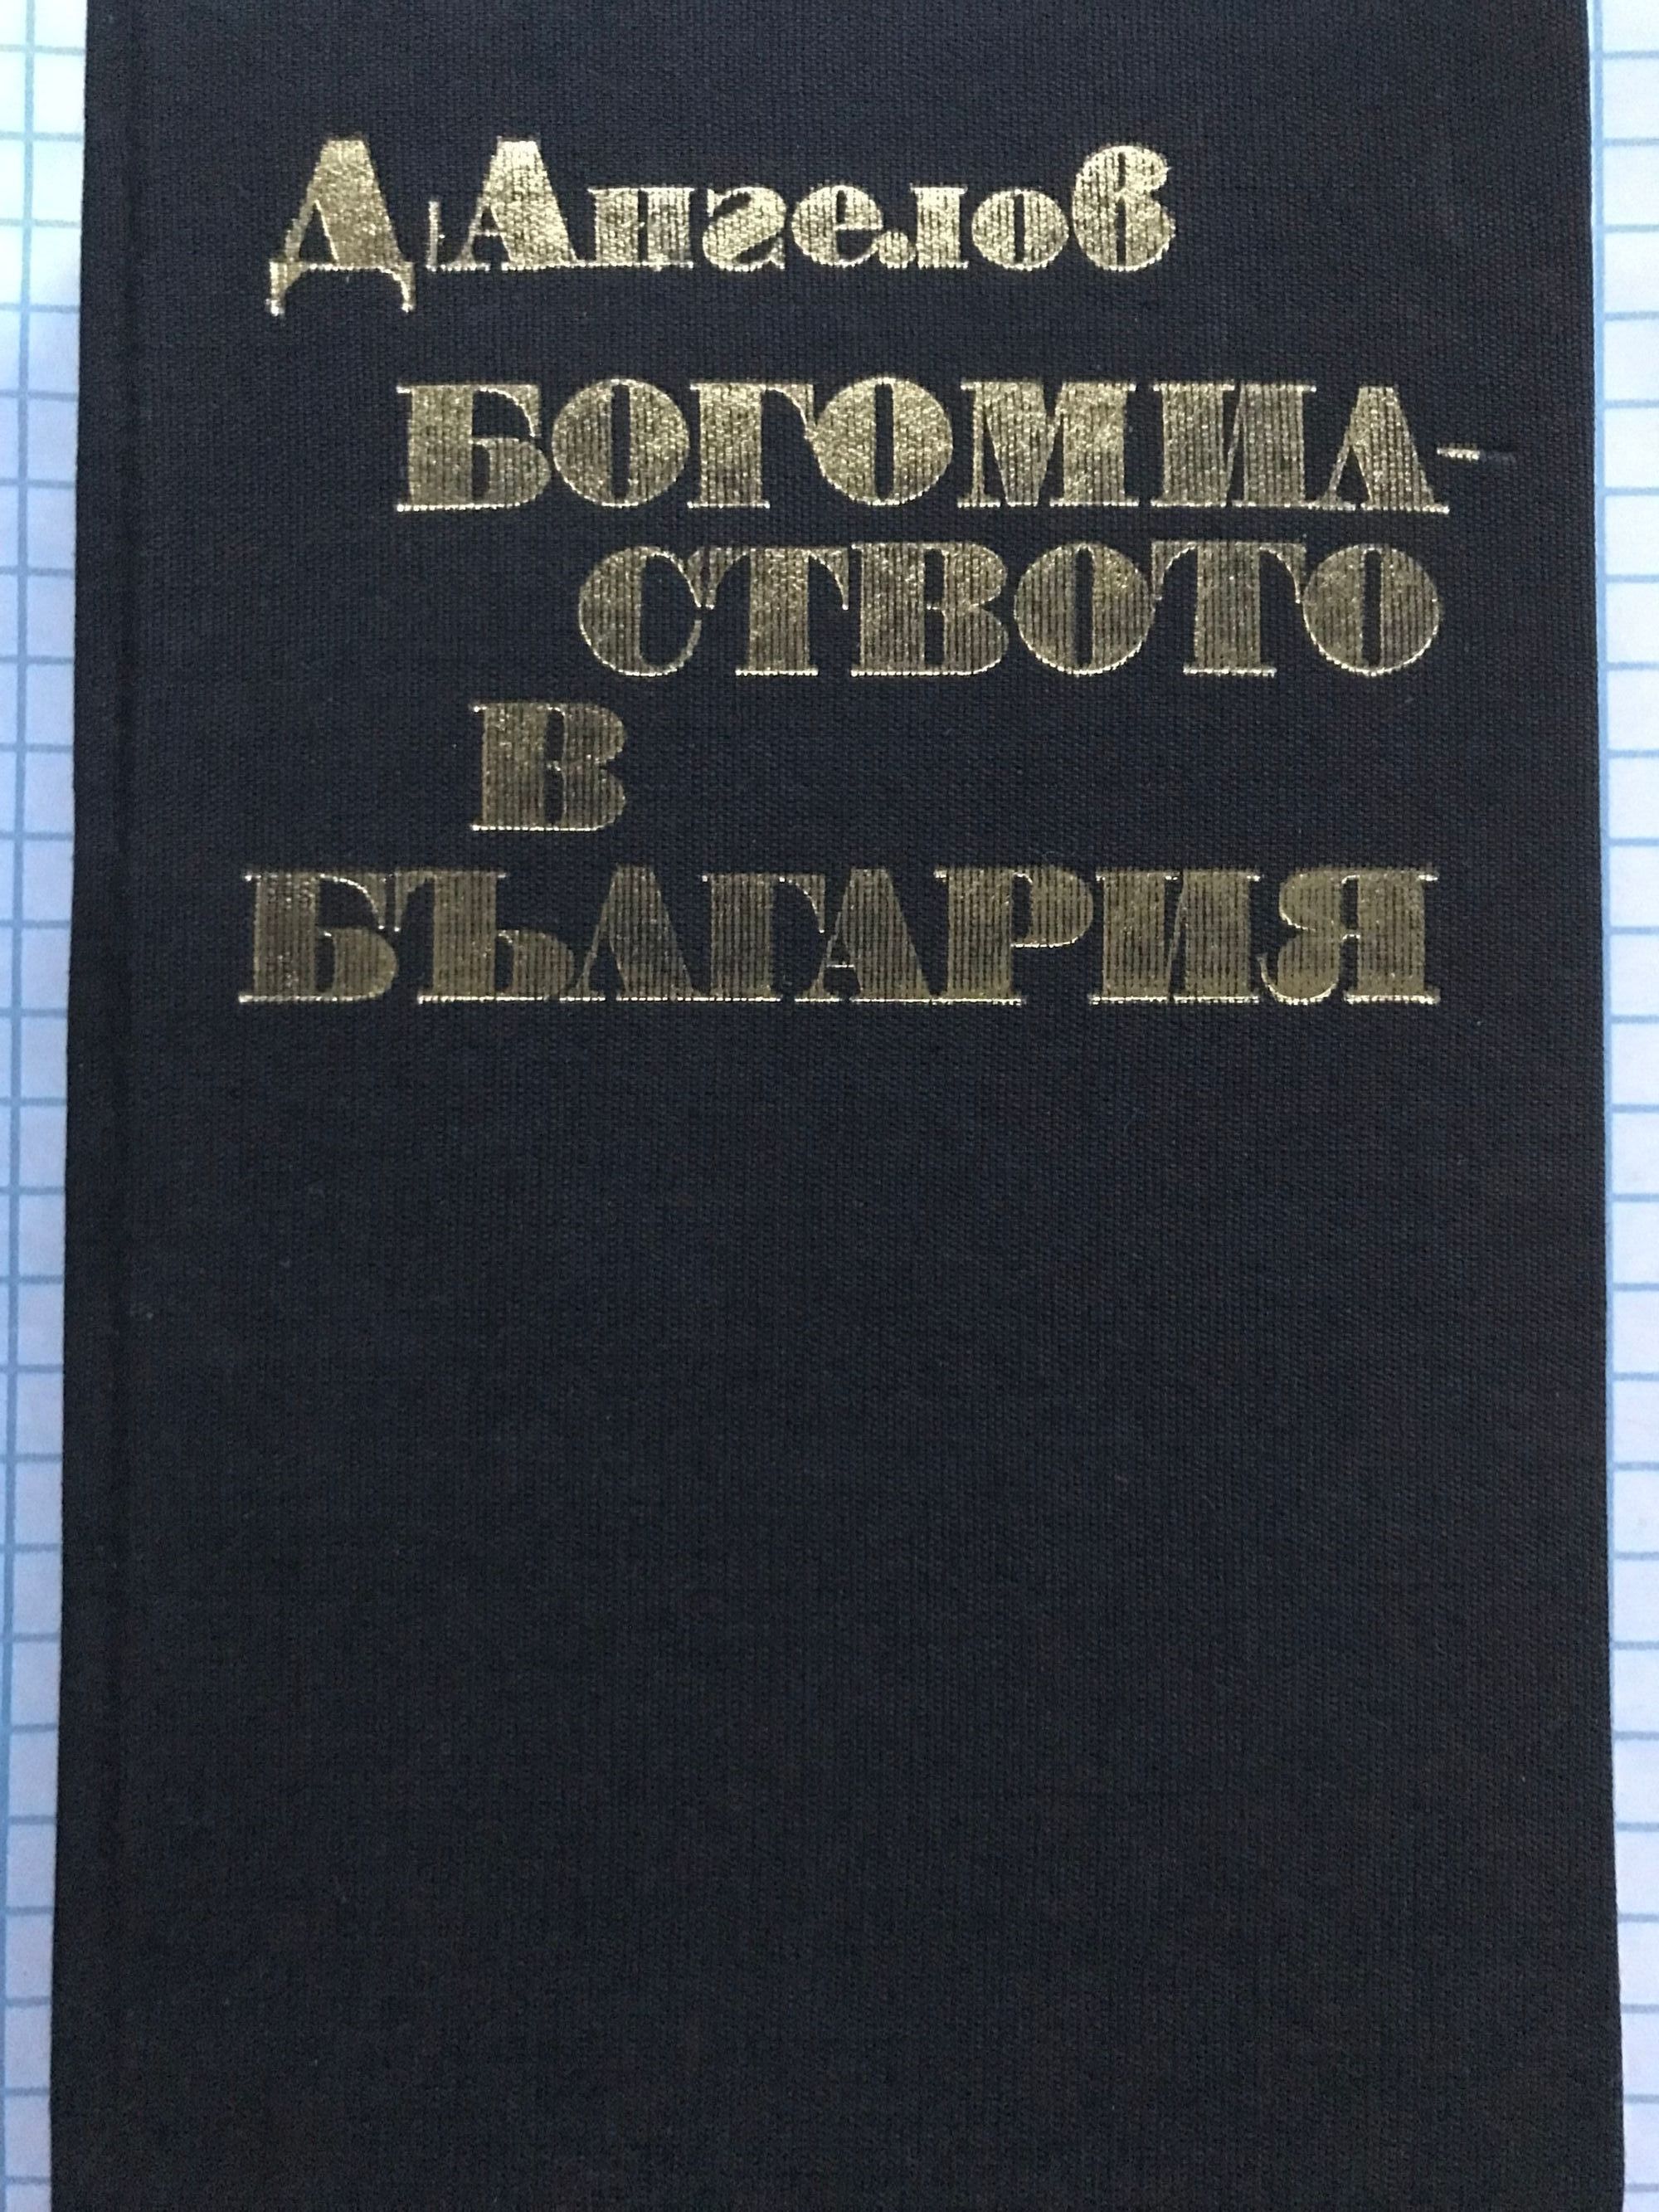 Д. Ангелов
БОГОМИЛ-
СТВОТО
В
БЪЛГАРИЯ